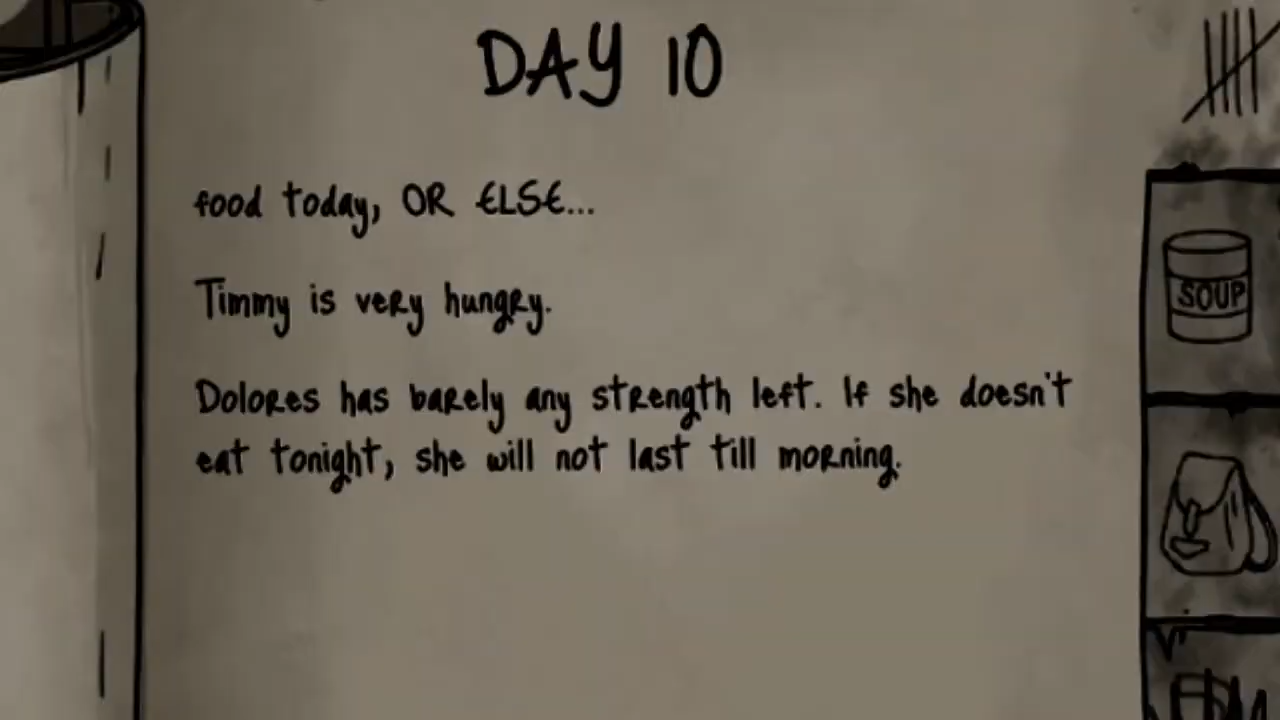 DAY 10
food today, OR ELSE...
Timmy is very hungry.
Dolores has barely any strength left. If she doesn't
eat tonight, she will not last till morning.
SOUP